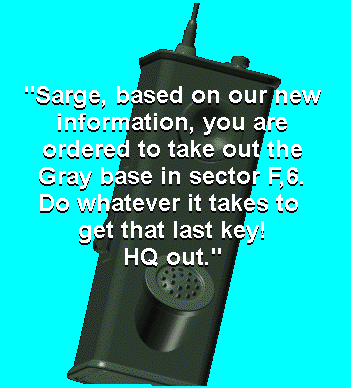 "Sarge, based on our new
information, you are
ordered to take out the
Gray base in sector F,6.
Do whatever it takes to
get that last key!
HQ out."